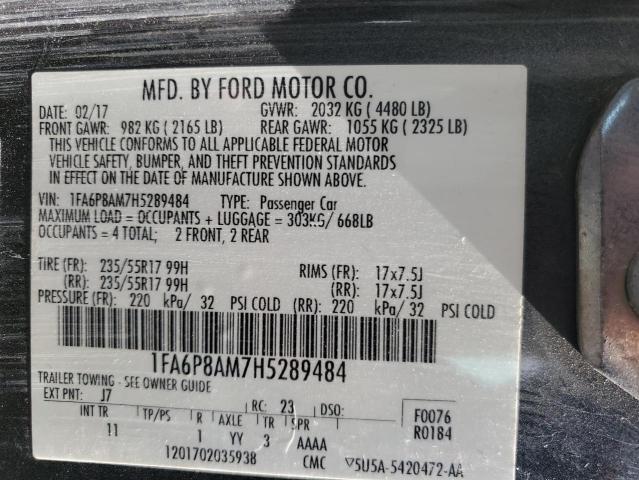 MFD. BY FORD MOTOR CO.
DATE: 02/17 GVWR: 2032 KG ( 4480 LB)
FRONT GAWR: 982 KG ( 2165 LB) REAR GAWR: 1055 KG ( 2325 LB)
THIS VEHICLE CONFORMS TO ALL APPLICABLE FEDERAL MOTOR
VEHICLE SAFETY, BUMPER, AND THEFT PREVENTION STANDARDS
IN EFFECT ON THE DATE OF MANUFACTURE SHOWN ABOVE.
VIN: 1FA6P8AM7H5289484 TYPE: Passenger Car
MAXIMUM LOAD = OCCUPANTS + LUGGAGE = 303KG/ 668LB
OCCUPANTS = 4 TOTAL; 2 FRONT, 2 REAR
TIRE (FR): 235/55R17 99H RIMS (FR): 17x7.5J
(RR): 235/55R17 99H (RR): 17x7.5J
PRESSURE (FR): 220 kPa/ 32 PSI COLD (RR): 220 kPa/ 32 PSI COLD
1FA6P8AM7H5289484
TRAILER TOWING - SEE OWNER GUIDE
EXT PNT: J7 RC: 23 DSO: F0076
INT TR TP/PS R AXLE TR SPR R0184
11 1 YY 3 AAAA
1201702035938 CMC ▽5U5A-5420472-AA